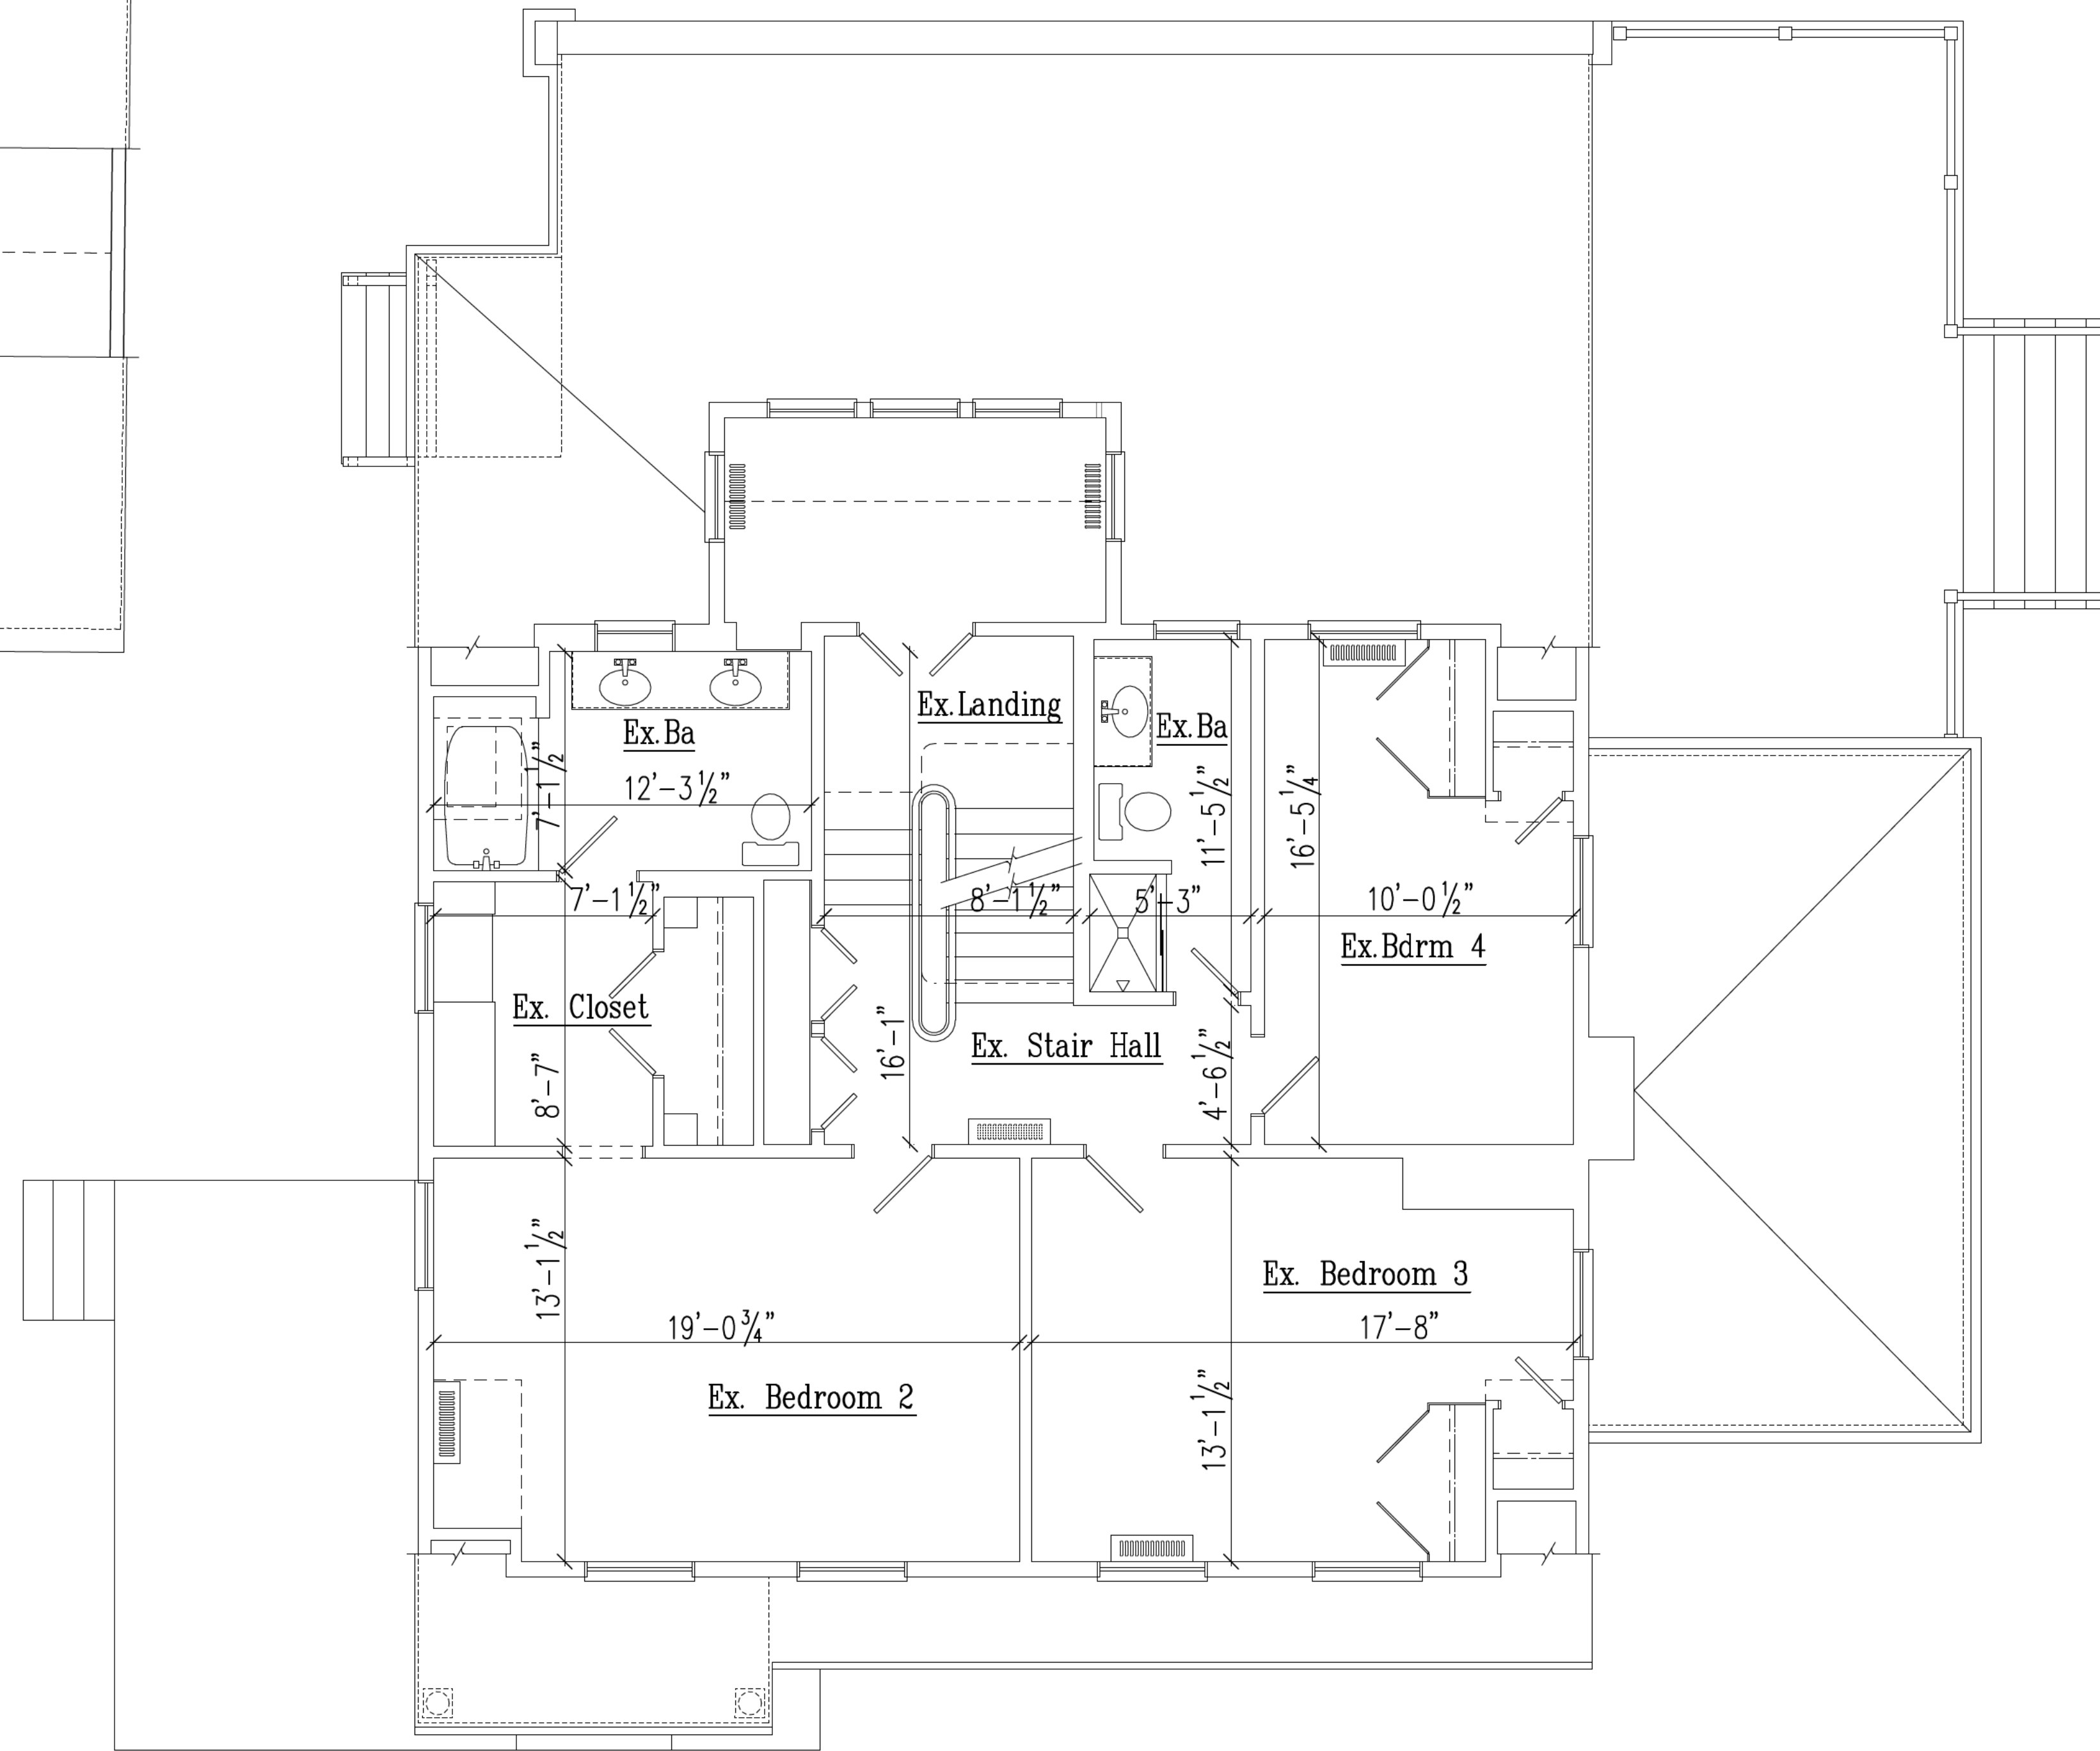 Ex.Landing
Ex.Ba
Ex.Ba
7'-1 1/2"
12'-3 1/2"
11'-5 1/2"
16'-5 1/4"
7'-1 1/2"
8'-1 1/2"
5'-3"
10'-0 1/2"
Ex.Bdrm 4
Ex. Closet
16'-1"
Ex. Stair Hall
8'-7"
4'-6 1/2"
13'-1 1/2"
Ex. Bedroom 3
19'-0 3/4"
17'-8"
Ex. Bedroom 2
13'-1 1/2"